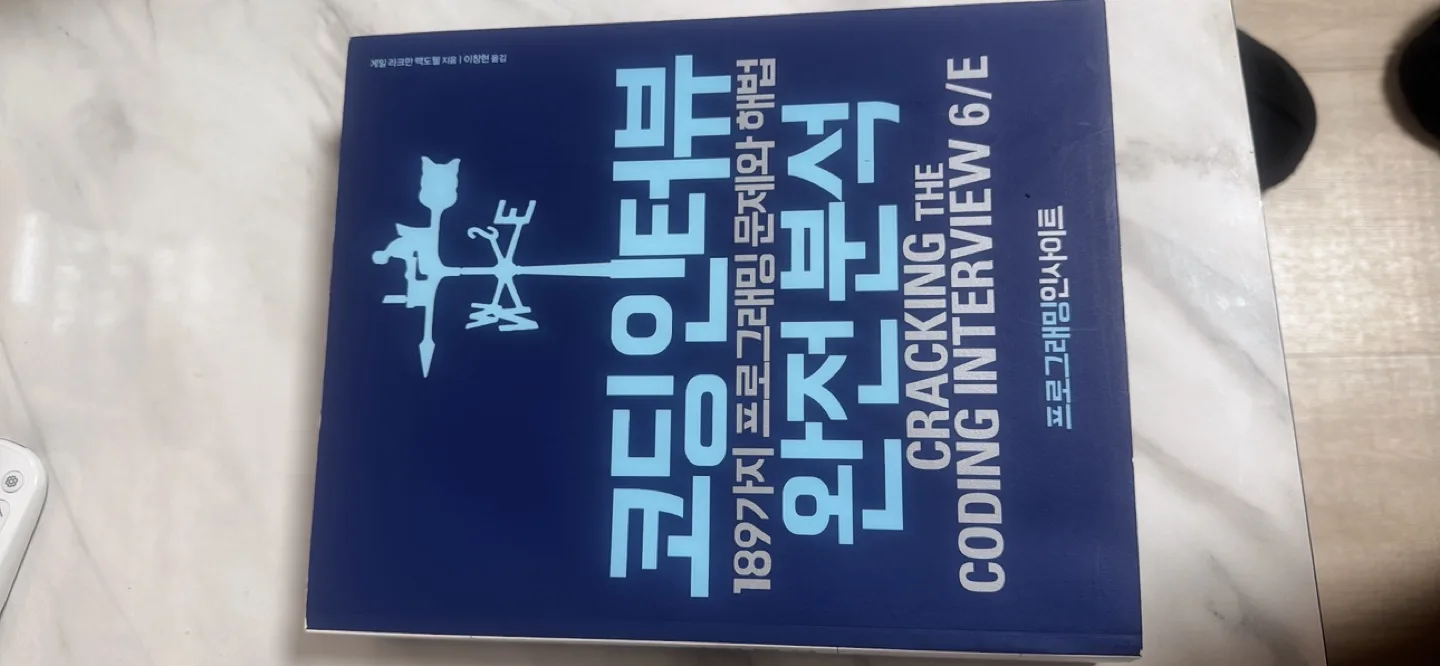 게일 라크만 맥도웰 지음 | 이창현 옮김
W N S E
코딩인터뷰
189가지 프로그래밍 문제와 해법
완전분석
CRACKING THE
CODING INTERVIEW 6/E
프로그래밍인사이트